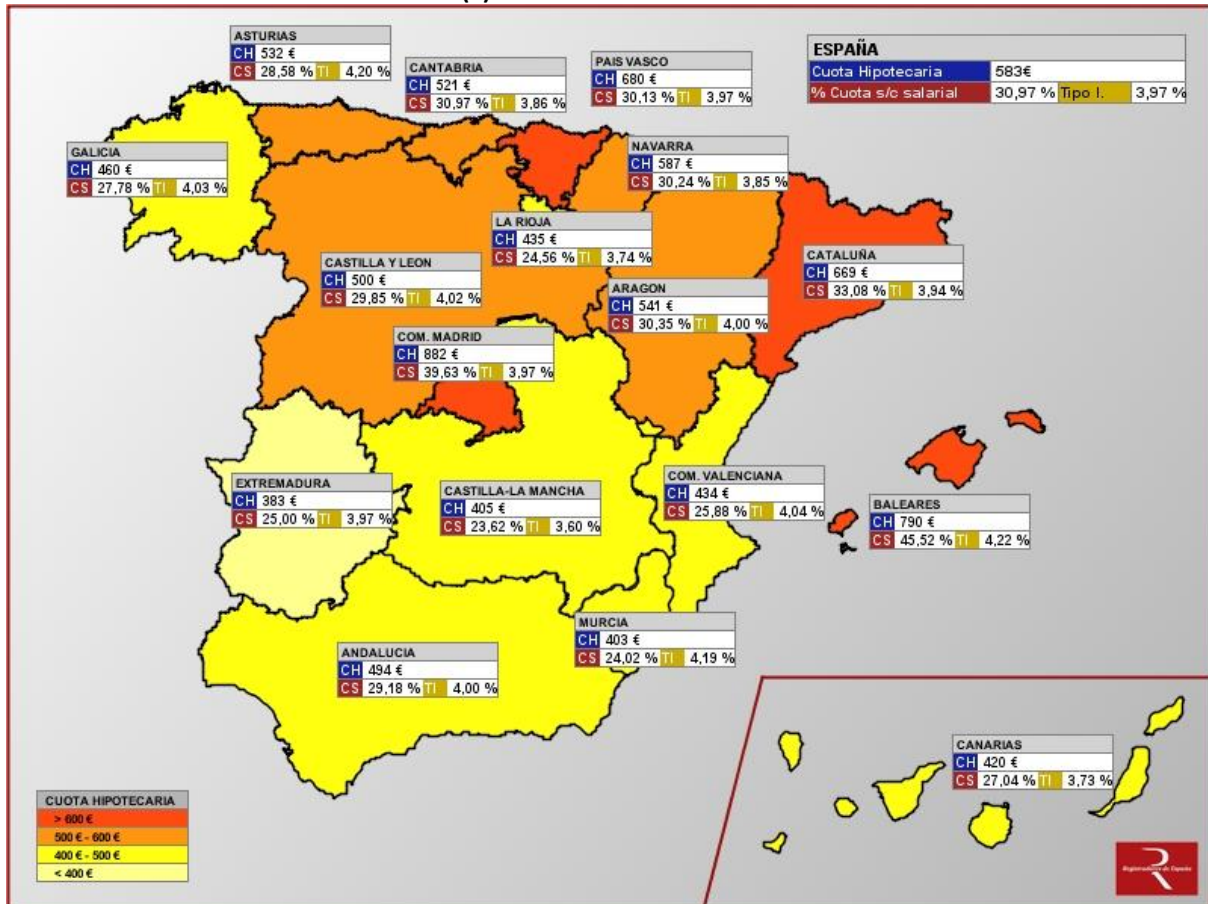 ASTURIAS
CH 532 €
CS 28,58 % TI 4,20 %
CANTABRIA
CH 521 €
CS 30,97 % TI 3,86 %
PAIS VASCO
CH 680 €
CS 30,13 % TI 3,97 %
ESPAÑA
Cuota Hipotecaria 583€
% Cuota s/c salarial 30,97 % Tipo I. 3,97 %
GALICIA
CH 460 €
CS 27,78 % TI 4,03 %
NAVARRA
CH 587 €
CS 30,24 % TI 3,85 %
LA RIOJA
CH 435 €
CS 24,56 % TI 3,74 %
CASTILLA Y LEON
CH 500 €
CS 29,85 % TI 4,02 %
CATALUÑA
CH 669 €
CS 33,08 % TI 3,94 %
ARAGON
CH 541 €
CS 30,35 % TI 4,00 %
COM. MADRID
CH 882 €
CS 39,63 % TI 3,97 %
EXTREMADURA
CH 383 €
CS 25,00 % TI 3,97 %
CASTILLA-LA MANCHA
CH 405 €
CS 23,62 % TI 3,60 %
COM. VALENCIANA
CH 434 €
CS 25,88 % TI 4,04 %
BALEARES
CH 790 €
CS 45,52 % TI 4,22 %
MURCIA
CH 403 €
CS 24,02 % TI 4,19 %
ANDALUCIA
CH 494 €
CS 29,18 % TI 4,00 %
CANARIAS
CH 420 €
CS 27,04 % TI 3,73 %
CUOTA HIPOTECARIA
> 600 €
500 € - 600 €
400 € - 500 €
< 400 €
Registradores de España